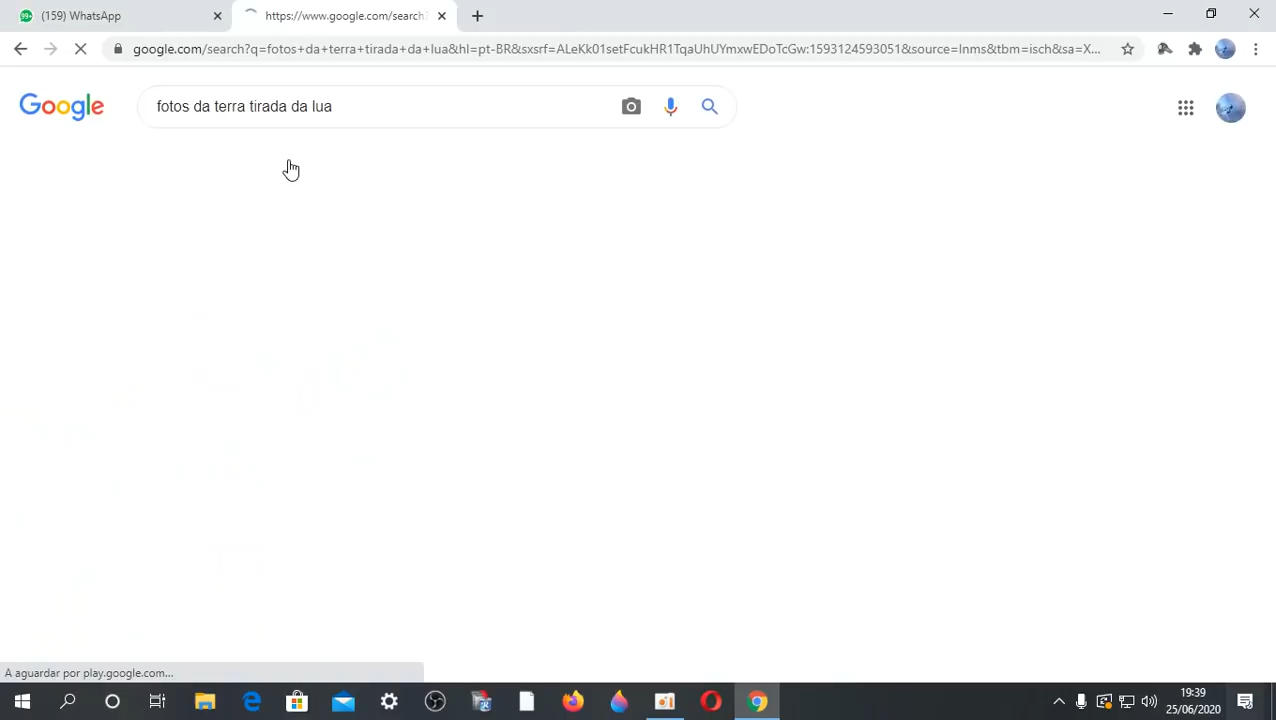 (159) WhatsApp
https://www.google.com/search?
google.com/search?q=fotos+da+terra+tirada+da+lua&hl=pt-BR&sxsrf=ALeKk01setFcukHR1TqaUhUYmxwEDoTcGw:1593124593051&source=lnms&tbm=isch&sa=X...
Google
fotos da terra tirada da lua
A aguardar por play.google.com...
99+
19:39
25/06/2020